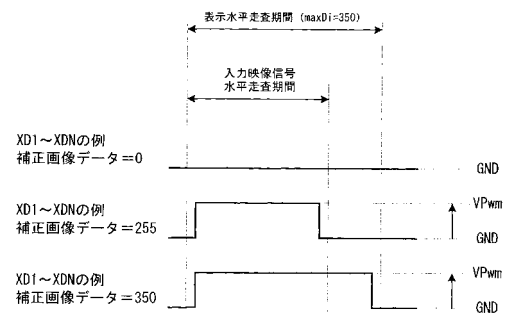 表示水平走査期間 (maxDi=350)
入力映像信号
水平走査期間
XD1～XDNの例
補正画像データ=0
GND
XD1～XDNの例
補正画像データ=255
VPwm
GND
XD1～XDNの例
補正画像データ=350
VPwm
GND